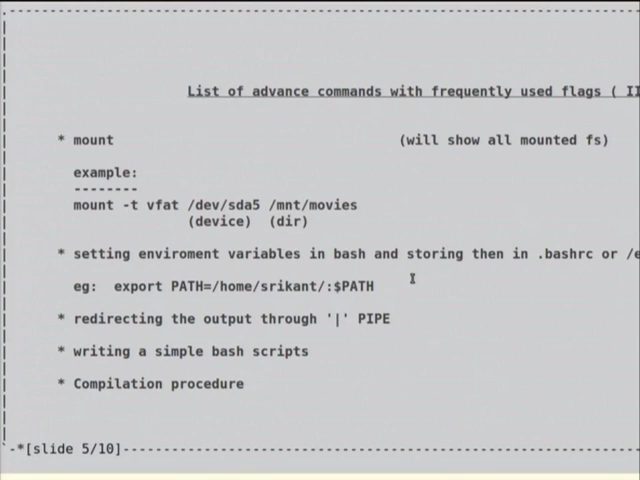 List of advance commands with frequently used flags ( II
* mount (will show all mounted fs)
example:
--------
mount -t vfat /dev/sda5 /mnt/movies
(device) (dir)
* setting enviroment variables in bash and storing then in .bashrc or /e
eg: export PATH=/home/srikant/:$PATH
* redirecting the output through '|' PIPE
* writing a simple bash scripts
* Compilation procedure
-*[slide 5/10]